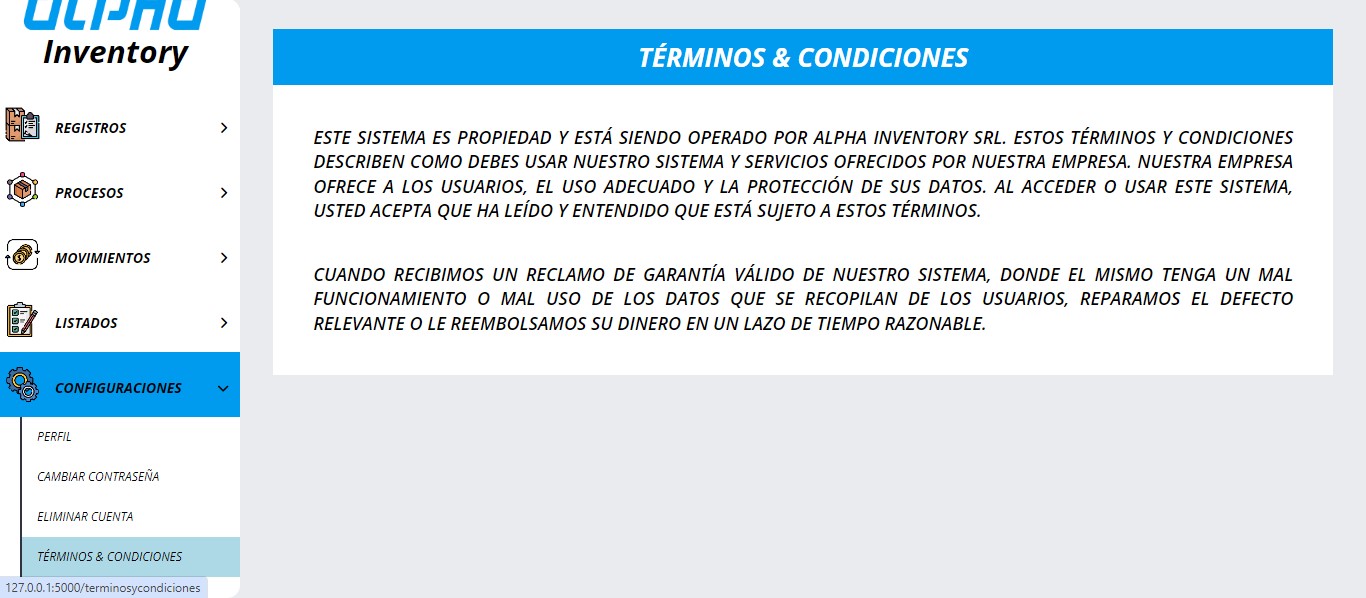 ALPHA
Inventory
REGISTROS
PROCESOS
MOVIMIENTOS
LISTADOS
CONFIGURACIONES
PERFIL
CAMBIAR CONTRASEÑA
ELIMINAR CUENTA
TÉRMINOS & CONDICIONES
127.0.0.1:5000/terminosycondiciones
TÉRMINOS & CONDICIONES
ESTE SISTEMA ES PROPIEDAD Y ESTÁ SIENDO OPERADO POR ALPHA INVENTORY SRL. ESTOS TÉRMINOS Y CONDICIONES
DESCRIBEN COMO DEBES USAR NUESTRO SISTEMA Y SERVICIOS OFRECIDOS POR NUESTRA EMPRESA. NUESTRA EMPRESA
OFRECE A LOS USUARIOS, EL USO ADECUADO Y LA PROTECCIÓN DE SUS DATOS. AL ACCEDER O USAR ESTE SISTEMA,
USTED ACEPTA QUE HA LEÍDO Y ENTENDIDO QUE ESTÁ SUJETO A ESTOS TÉRMINOS.
CUANDO RECIBIMOS UN RECLAMO DE GARANTÍA VÁLIDO DE NUESTRO SISTEMA, DONDE EL MISMO TENGA UN MAL
FUNCIONAMIENTO O MAL USO DE LOS DATOS QUE SE RECOPILAN DE LOS USUARIOS, REPARAMOS EL DEFECTO
RELEVANTE O LE REEMBOLSAMOS SU DINERO EN UN LAZO DE TIEMPO RAZONABLE.